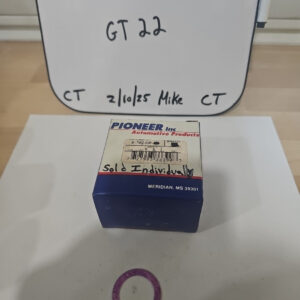 GT 22
CT 2/10/25 Mike CT
PIONEER inc
Automotive Products
Sold Individually
MERIDIAN, MS 39301